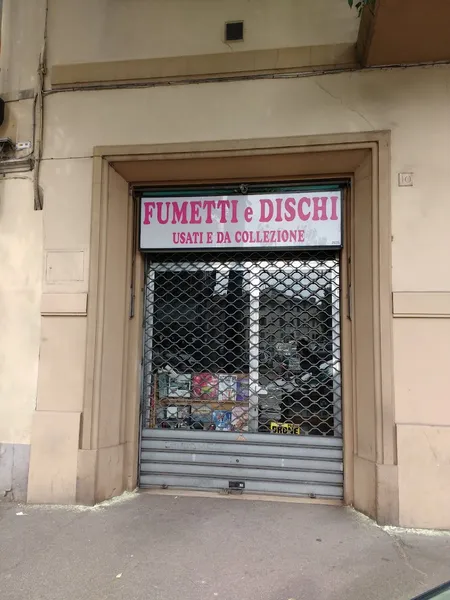 FUMETTI e DISCHI
USATI E DA COLLEZIONE